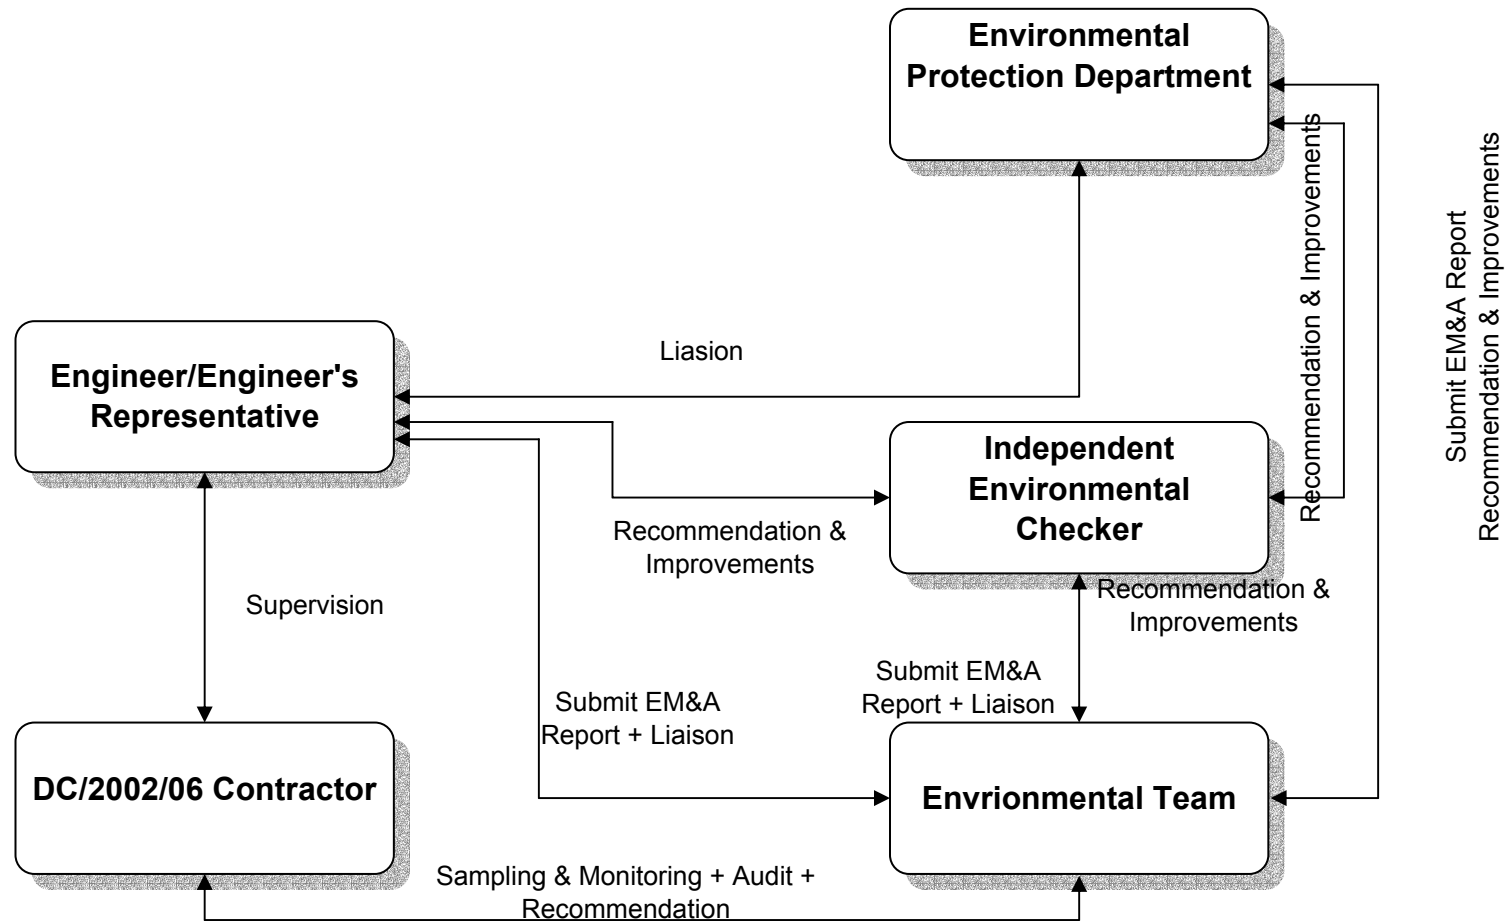 Environmental
Protection Department
Recommendation & Improvements
Submit EM&A Report
Recommendation & Improvements
Liasion
Engineer/Engineer's
Representative
Independent
Environmental
Checker
Recommendation &
Improvements
Recommendation &
Improvements
Supervision
Submit EM&A
Report + Liaison
Submit EM&A
Report + Liaison
DC/2002/06 Contractor
Envrionmental Team
Sampling & Monitoring + Audit +
Recommendation